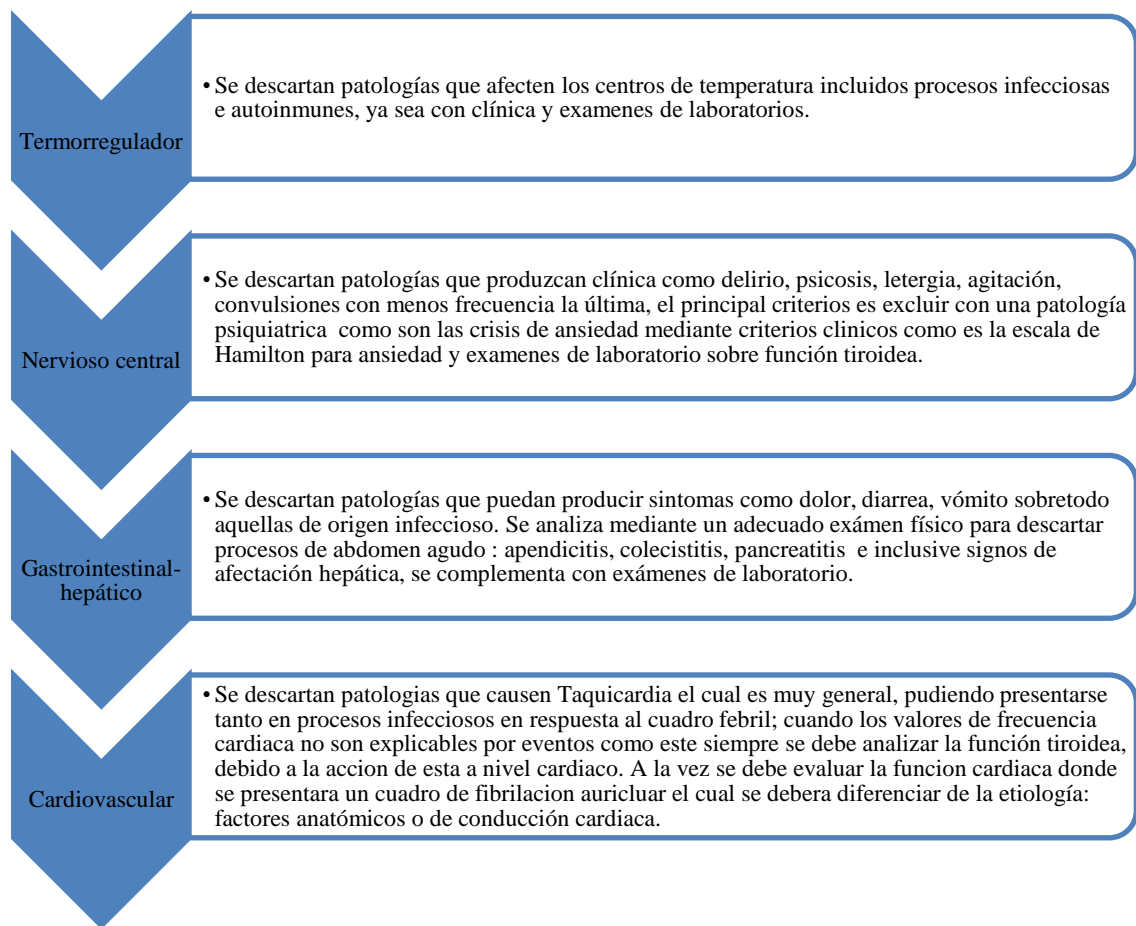 Termorregulador
• Se descartan patologías que afecten los centros de temperatura incluidos procesos infecciosas
e autoinmunes, ya sea con clínica y examenes de laboratorios.
Nervioso central
• Se descartan patologías que produzcan clínica como delirio, psicosis, letergia, agitación,
convulsiones con menos frecuencia la última, el principal criterios es excluir con una patología
psiquiatrica como son las crisis de ansiedad mediante criterios clinicos como es la escala de
Hamilton para ansiedad y examenes de laboratorio sobre función tiroidea.
Gastrointestinal-
hepático
• Se descartan patologías que puedan producir sintomas como dolor, diarrea, vómito sobretodo
aquellas de origen infeccioso. Se analiza mediante un adecuado exámen físico para descartar
procesos de abdomen agudo : apendicitis, colecistitis, pancreatitis e inclusive signos de
afectación hepática, se complementa con exámenes de laboratorio.
Cardiovascular
• Se descartan patologias que causen Taquicardia el cual es muy general, pudiendo presentarse
tanto en procesos infecciosos en respuesta al cuadro febril; cuando los valores de frecuencia
cardiaca no son explicables por eventos como este siempre se debe analizar la función tiroidea,
debido a la accion de esta a nivel cardiaco. A la vez se debe evaluar la funcion cardiaca donde
se presentara un cuadro de fibrilacion auricluar el cual se debera diferenciar de la etiología:
factores anatómicos o de conducción cardiaca.